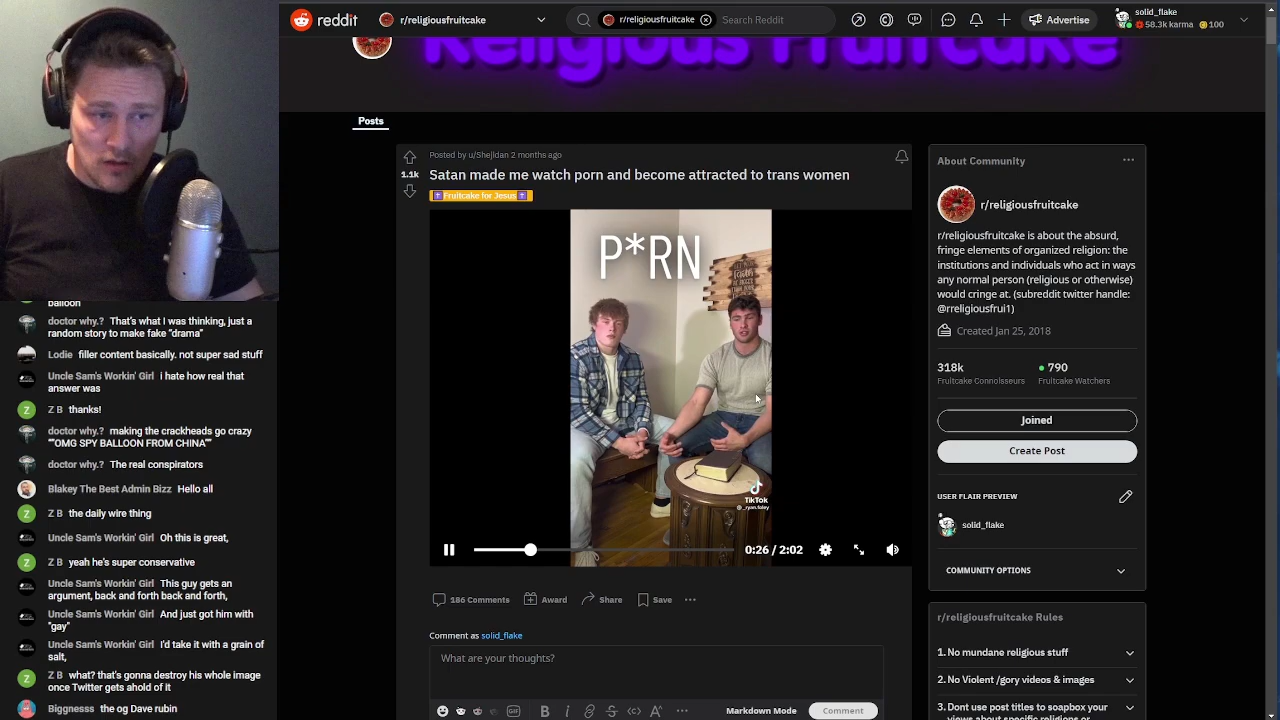 reddit
r/religiousfruitcake
r/religiousfruitcake
Search Reddit
Advertise
solid_flake
58.3k karma
100
Religious Fruitcake
Posts
Posted by u/Shejidan 2 months ago
1.1k
Satan made me watch porn and become attracted to trans women
Fruitcake for Jesus
P*RN
TikTok
@_ryan.foley
0:26 / 2:02
186 Comments
Award
Share
Save
Comment as solid_flake
What are your thoughts?
GIF
B
i
Markdown Mode
Comment
About Community
r/religiousfruitcake
r/religiousfruitcake is about the absurd,
fringe elements of organized religion: the
institutions and individuals who act in ways
any normal person (religious or otherwise)
would cringe at. (subreddit twitter handle:
@rreligiousfrui1)
Created Jan 25, 2018
318k
790
Fruitcake Connoisseurs
Fruitcake Watchers
Joined
Create Post
USER FLAIR PREVIEW
solid_flake
COMMUNITY OPTIONS
r/religiousfruitcake Rules
1. No mundane religious stuff
2. No Violent /gory videos & images
3. Dont use post titles to soapbox your
views about specific religions or
balloon
doctor why.? That's what I was thinking, just a
random story to make fake "drama"
Lodie filler content basically. not super sad stuff
Uncle Sam's Workin' Girl i hate how real that
answer was
Z B thanks!
doctor why.? making the crackheads go crazy
""OMG SPY BALLOON FROM CHINA""
doctor why.? The real conspirators
Blakey The Best Admin Bizz Hello all
Z B the daily wire thing
Uncle Sam's Workin' Girl Oh this is great,
Z B yeah he's super conservative
Uncle Sam's Workin' Girl This guy gets an
argument, back and forth back and forth,
Uncle Sam's Workin' Girl And just got him with
"gay"
Uncle Sam's Workin' Girl I'd take it with a grain of
salt,
Z B what? that's gonna destroy his whole image
once Twitter gets ahold of it
Biggnesss the og Dave rubin